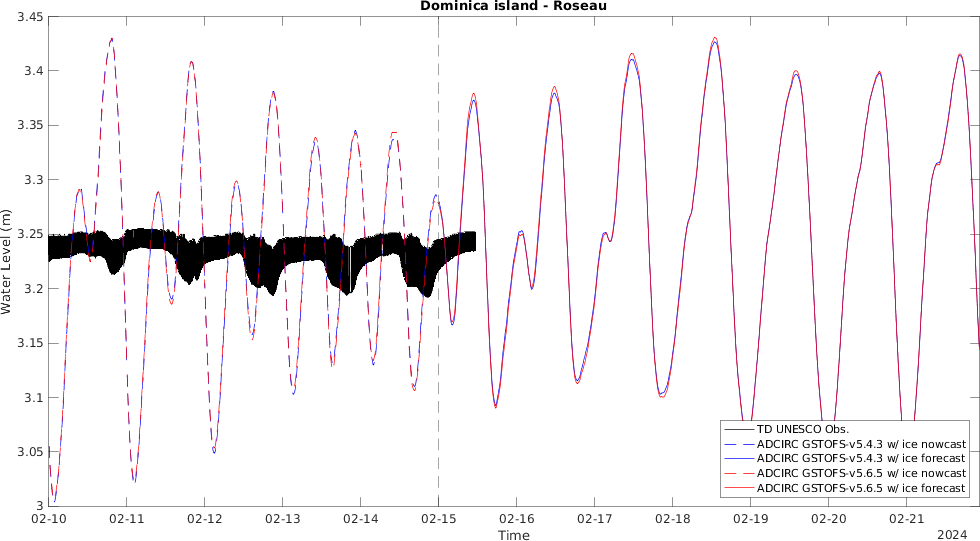 Dominica island - Roseau
3.45
3.4
3.35
3.3
3.25
3.2
3.15
3.1
3.05
3
Water Level (m)
02-10 02-11 02-12 02-13 02-14 02-15 02-16 02-17 02-18 02-19 02-20 02-21
Time
2024
TD UNESCO Obs.
ADCIRC GSTOFS-v5.4.3 w/ ice nowcast
ADCIRC GSTOFS-v5.4.3 w/ ice forecast
ADCIRC GSTOFS-v5.6.5 w/ ice nowcast
ADCIRC GSTOFS-v5.6.5 w/ ice forecast